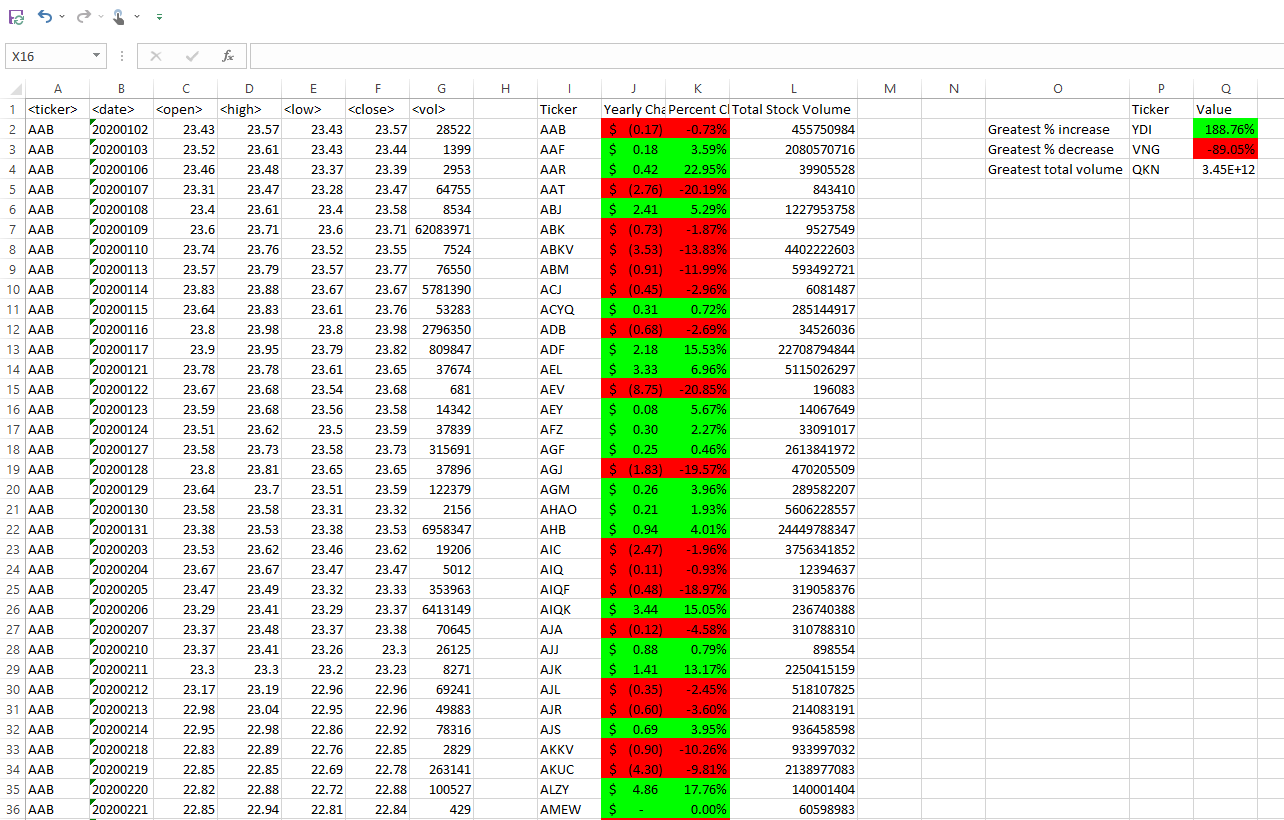 X16 fx
A B C D E F G H I J K L M N O P Q
1 <ticker> <date> <open> <high> <low> <close> <vol> Ticker Yearly Cha Percent Cl Total Stock Volume Ticker Value
2 AAB 20200102 23.43 23.57 23.43 23.57 28522 AAB $ (0.17) -0.73% 455750984 Greatest % increase YDI 188.76%
3 AAB 20200103 23.52 23.61 23.43 23.44 1399 AAF $ 0.18 3.59% 2080570716 Greatest % decrease VNG -89.05%
4 AAB 20200106 23.46 23.48 23.37 23.39 2953 AAR $ 0.42 22.95% 39905528 Greatest total volume QKN 3.45E+12
5 AAB 20200107 23.31 23.47 23.28 23.47 64755 AAT $ (2.76) -20.19% 843410
6 AAB 20200108 23.4 23.61 23.4 23.58 8534 ABJ $ 2.41 5.29% 1227953758
7 AAB 20200109 23.6 23.71 23.6 23.71 62083971 ABK $ (0.73) -1.87% 9527549
8 AAB 20200110 23.74 23.76 23.52 23.55 7524 ABKV $ (3.53) -13.83% 4402222603
9 AAB 20200113 23.57 23.79 23.57 23.77 76550 ABM $ (0.91) -11.99% 593492721
10 AAB 20200114 23.83 23.88 23.67 23.67 5781390 ACJ $ (0.45) -2.96% 6081487
11 AAB 20200115 23.64 23.83 23.61 23.76 53283 ACYQ $ 0.31 0.72% 285144917
12 AAB 20200116 23.8 23.98 23.8 23.98 2796350 ADB $ (0.68) -2.69% 34526036
13 AAB 20200117 23.9 23.95 23.79 23.82 809847 ADF $ 2.18 15.53% 22708794844
14 AAB 20200121 23.78 23.78 23.61 23.65 37674 AEL $ 3.33 6.96% 5115026297
15 AAB 20200122 23.67 23.68 23.54 23.68 681 AEV $ (8.75) -20.85% 196083
16 AAB 20200123 23.59 23.68 23.56 23.58 14342 AEY $ 0.08 5.67% 14067649
17 AAB 20200124 23.51 23.62 23.5 23.59 37839 AFZ $ 0.30 2.27% 33091017
18 AAB 20200127 23.58 23.73 23.58 23.73 315691 AGF $ 0.25 0.46% 2613841972
19 AAB 20200128 23.8 23.81 23.65 23.65 37896 AGJ $ (1.83) -19.57% 470205509
20 AAB 20200129 23.64 23.7 23.51 23.59 122379 AGM $ 0.26 3.96% 289582207
21 AAB 20200130 23.58 23.58 23.31 23.32 2156 AHAO $ 0.21 1.93% 5606228557
22 AAB 20200131 23.38 23.53 23.38 23.53 6958347 AHB $ 0.94 4.01% 24449788347
23 AAB 20200203 23.53 23.62 23.46 23.62 19206 AIC $ (2.47) -1.96% 3756341852
24 AAB 20200204 23.67 23.67 23.47 23.47 5012 AIQ $ (0.11) -0.93% 12394637
25 AAB 20200205 23.47 23.49 23.32 23.33 353963 AIQF $ (0.48) -18.97% 319058376
26 AAB 20200206 23.29 23.41 23.29 23.37 6413149 AIQK $ 3.44 15.05% 236740388
27 AAB 20200207 23.37 23.48 23.37 23.38 70645 AJA $ (0.12) -4.58% 310788310
28 AAB 20200210 23.37 23.41 23.26 23.3 26125 AJJ $ 0.88 0.79% 898554
29 AAB 20200211 23.3 23.3 23.2 23.23 8271 AJK $ 1.41 13.17% 2250415159
30 AAB 20200212 23.17 23.19 22.96 22.96 69241 AJL $ (0.35) -2.45% 518107825
31 AAB 20200213 22.98 23.04 22.95 22.96 49883 AJR $ (0.60) -3.60% 214083191
32 AAB 20200214 22.95 22.98 22.86 22.92 78316 AJS $ 0.69 3.95% 936458598
33 AAB 20200218 22.83 22.89 22.76 22.85 2829 AKKV $ (0.90) -10.26% 933997032
34 AAB 20200219 22.85 22.85 22.69 22.78 263141 AKUC $ (4.30) -9.81% 2138977083
35 AAB 20200220 22.82 22.88 22.72 22.88 100527 ALZY $ 4.86 17.76% 140001404
36 AAB 20200221 22.85 22.94 22.81 22.84 429 AMEW $ - 0.00% 60598983